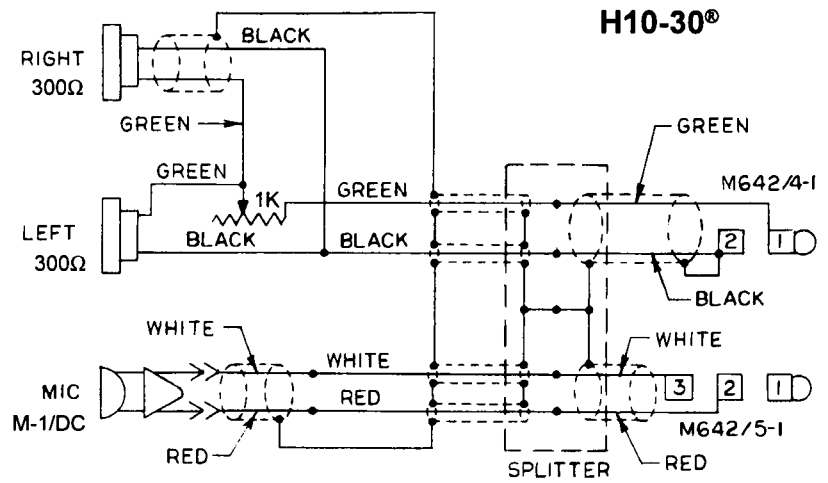 H10-30®
BLACK
RIGHT
300Ω
GREEN
GREEN
GREEN
M642/4-1
1K
GREEN
LEFT
300Ω
BLACK
BLACK
2
1
BLACK
WHITE
WHITE
WHITE
MIC
M-1/DC
RED
3
2
1
M642/5-1
RED
RED
SPLITTER